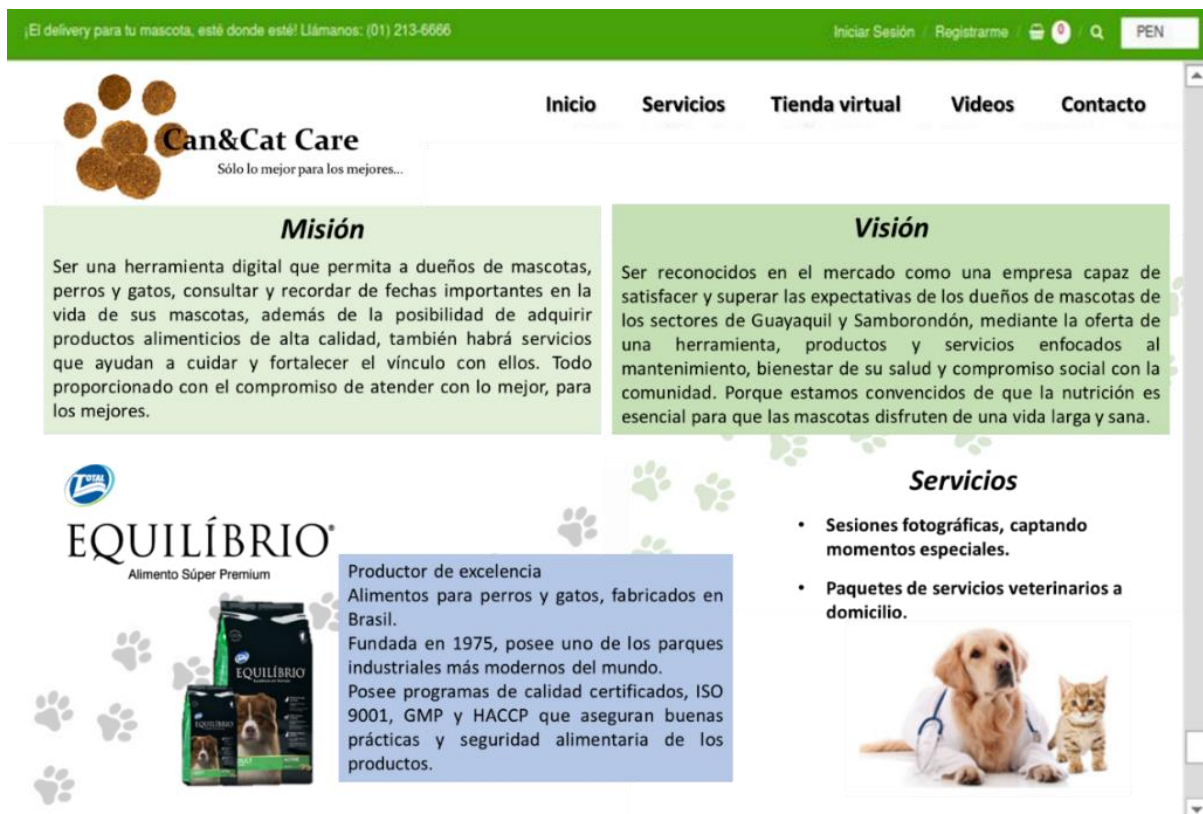 ¡El delivery para tu mascota, esté donde esté! Llámanos: (01) 213-6666
Iniciar Sesión / Registrarme / 0 / PEN
Inicio Servicios Tienda virtual Videos Contacto
Can&Cat Care
Sólo lo mejor para los mejores...
Misión
Ser una herramienta digital que permita a dueños de mascotas,
perros y gatos, consultar y recordar de fechas importantes en la
vida de sus mascotas, además de la posibilidad de adquirir
productos alimenticios de alta calidad, también habrá servicios
que ayudan a cuidar y fortalecer el vínculo con ellos. Todo
proporcionado con el compromiso de atender con lo mejor, para
los mejores.
Visión
Ser reconocidos en el mercado como una empresa capaz de
satisfacer y superar las expectativas de los dueños de mascotas de
los sectores de Guayaquil y Samborondón, mediante la oferta de
una herramienta, productos y servicios enfocados al
mantenimiento, bienestar de su salud y compromiso social con la
comunidad. Porque estamos convencidos de que la nutrición es
esencial para que las mascotas disfruten de una vida larga y sana.
TOTAL
EQUILÍBRIO®
Alimento Súper Premium
EQUILÍBRIO
EQUILÍBRIO
Productor de excelencia
Alimentos para perros y gatos, fabricados en
Brasil.
Fundada en 1975, posee uno de los parques
industriales más modernos del mundo.
Posee programas de calidad certificados, ISO
9001, GMP y HACCP que aseguran buenas
prácticas y seguridad alimentaria de los
productos.
Servicios
• Sesiones fotográficas, captando
momentos especiales.
• Paquetes de servicios veterinarios a
domicilio.